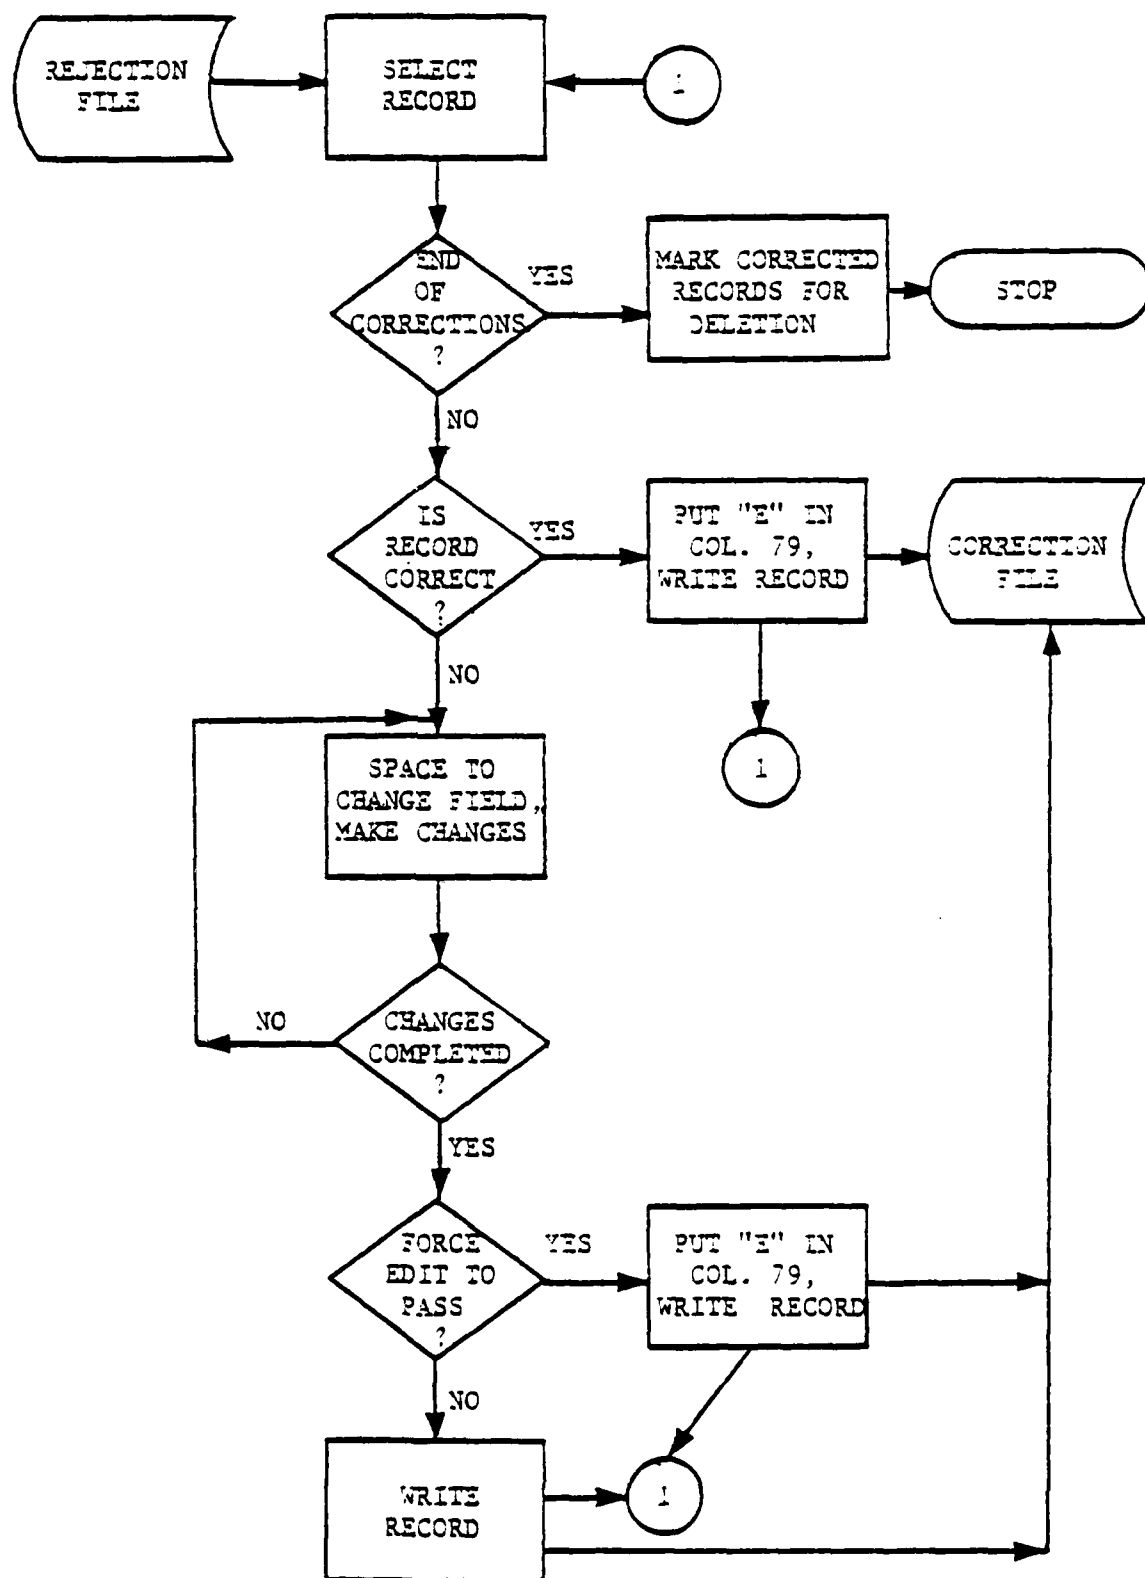 REJECTION
FILE
SELECT
RECORD
1
END
OF
CORRECTIONS
?
YES
MARK CORRECTED
RECORDS FOR
DELETION
STOP
NO
IS
RECORD
CORRECT
?
YES
PUT "E" IN
COL. 79,
WRITE RECORD
CORRECTION
FILE
NO
1
SPACE TO
CHANGE FIELD,
MAKE CHANGES
NO
CHANGES
COMPLETED
?
YES
FORCE
EDIT TO
PASS
?
YES
PUT "E" IN
COL. 79,
WRITE RECORD
NO
WRITE
RECORD
1